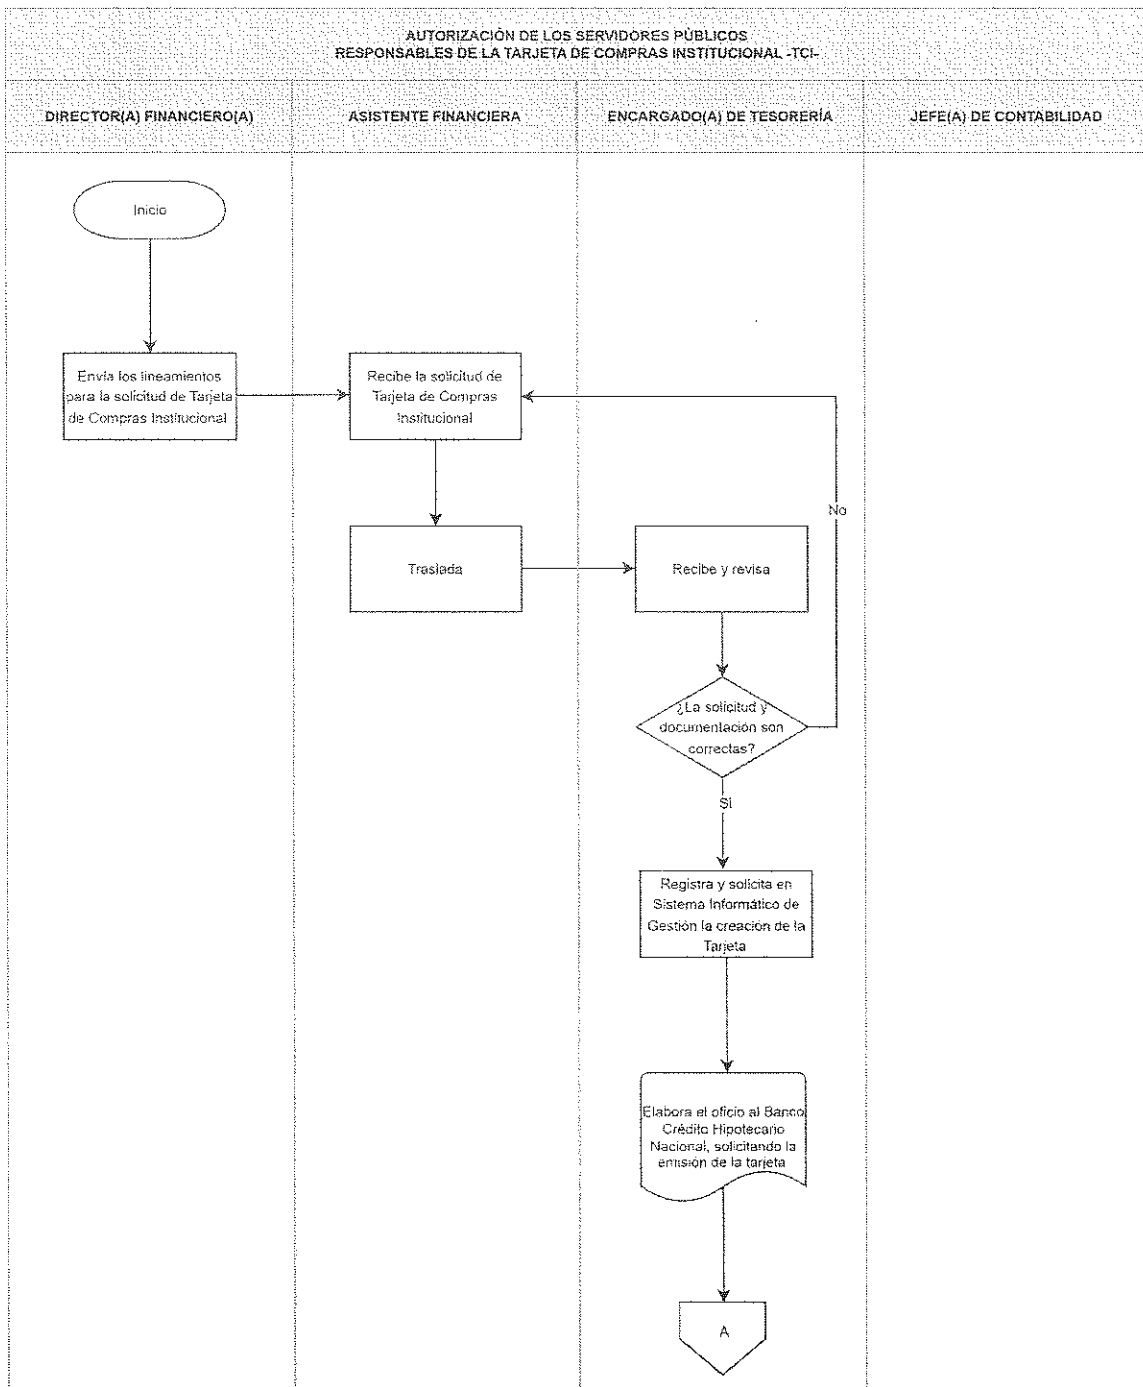 AUTORIZACIÓN DE LOS SERVIDORES PÚBLICOS
RESPONSABLES DE LA TARJETA DE COMPRAS INSTITUCIONAL -TCI-
DIRECTOR(A) FINANCIERO(A)
ASISTENTE FINANCIERA
ENCARGADO(A) DE TESORERÍA
JEFE(A) DE CONTABILIDAD
Inicio
Envía los lineamientos
para la solicitud de Tarjeta
de Compras Institucional
Recibe la solicitud de
Tarjeta de Compras
Institucional
No
Traslada
Recibe y revisa
¿La solicitud y
documentación son
correctas?
Sí
Registra y solicita en
Sistema Informático de
Gestión la creación de la
Tarjeta
Elabora el oficio al Banco
Crédito Hipotecario
Nacional, solicitando la
emisión de la tarjeta
A